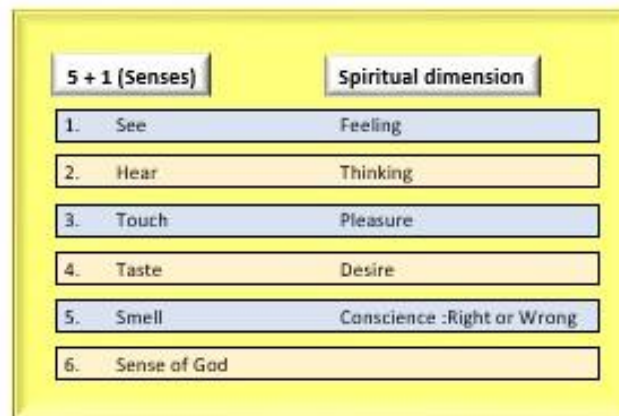 5 + 1 (Senses) Spiritual dimension
1. See Feeling
2. Hear Thinking
3. Touch Pleasure
4. Taste Desire
5. Smell Conscience :Right or Wrong
6. Sense of God